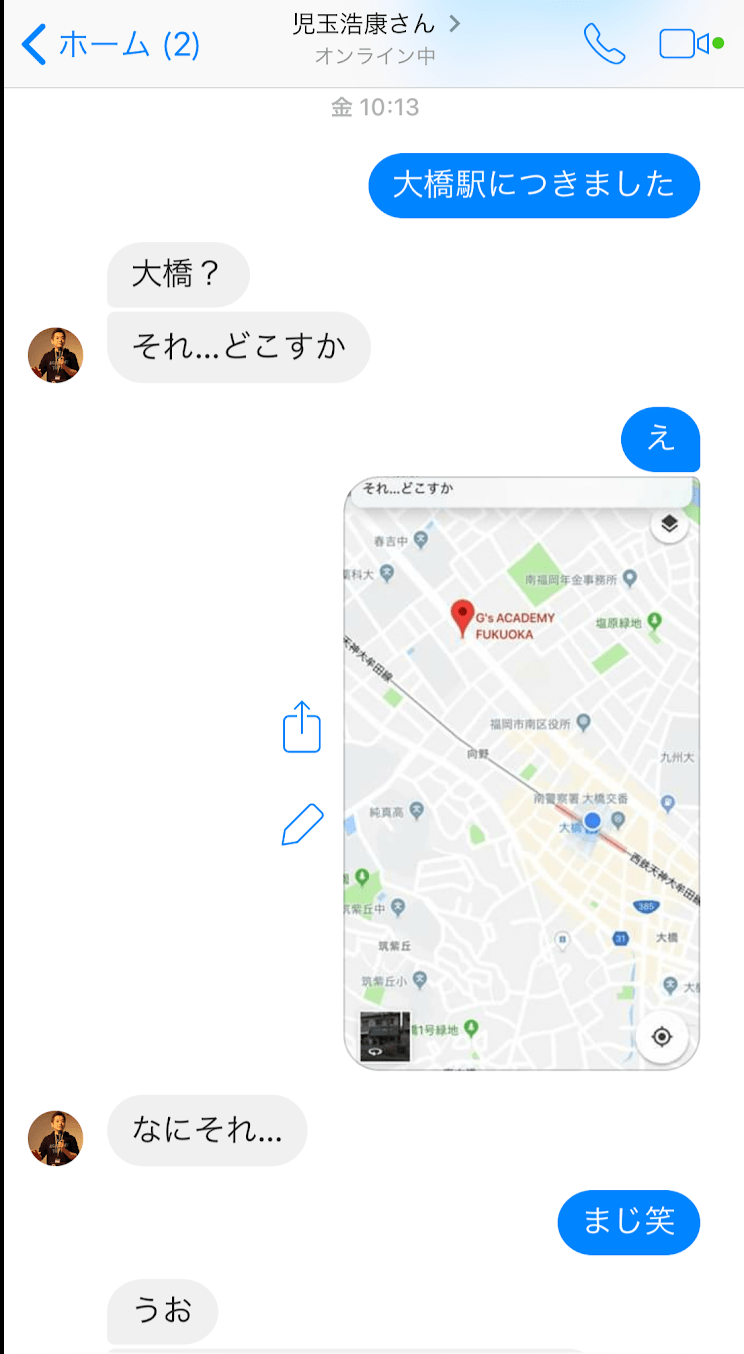 ホーム (2)
児玉浩康さん
オンライン中
金 10:13
大橋駅につきました
大橋？
それ...どこすか
え
それ...どこすか
春吉中
薬科大
南福岡年金事務所
G's ACADEMY
FUKUOKA
塩原緑地
天神大牟田線
福岡市南区役所
向野
九州大
南警察署 大橋交番
純真高
大橋
西鉄天神大牟田線
385
筑紫丘中
31
大橋
筑紫丘
筑紫丘小
橋1号緑地
なにそれ...
まじ笑
うお